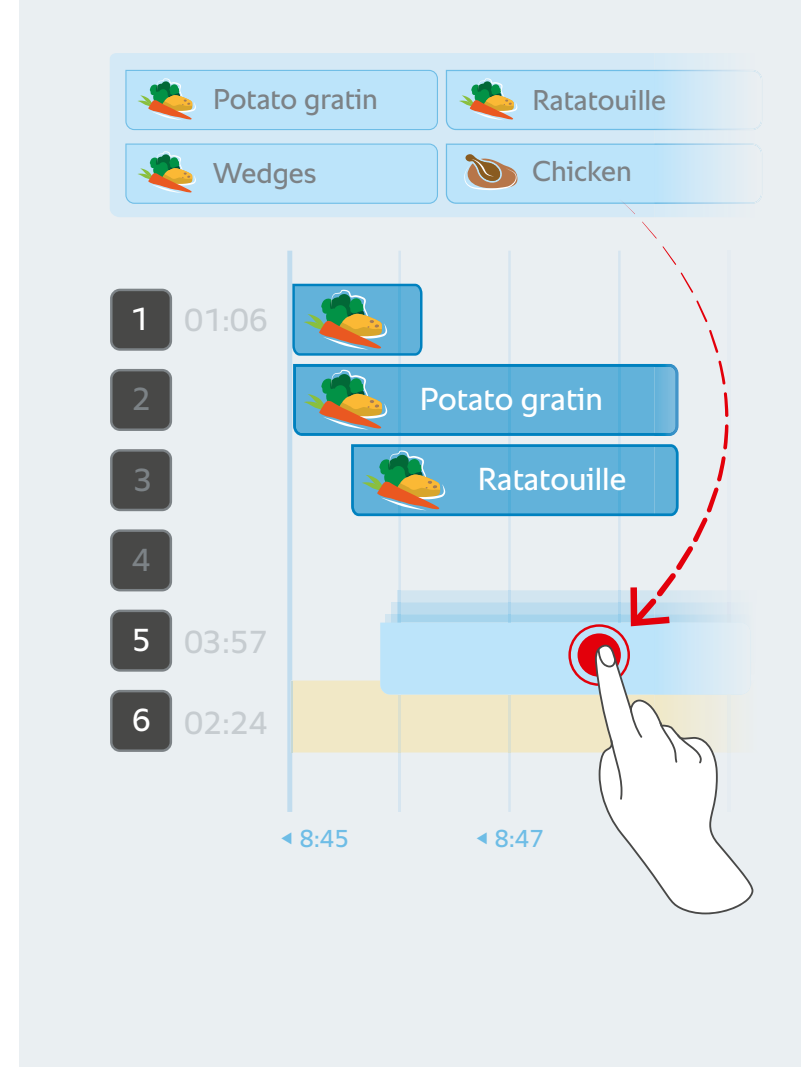 Potato gratin
Ratatouille
Wedges
Chicken
1 01:06
2 Potato gratin
3 Ratatouille
4
5 03:57
6 02:24
8:45 8:47